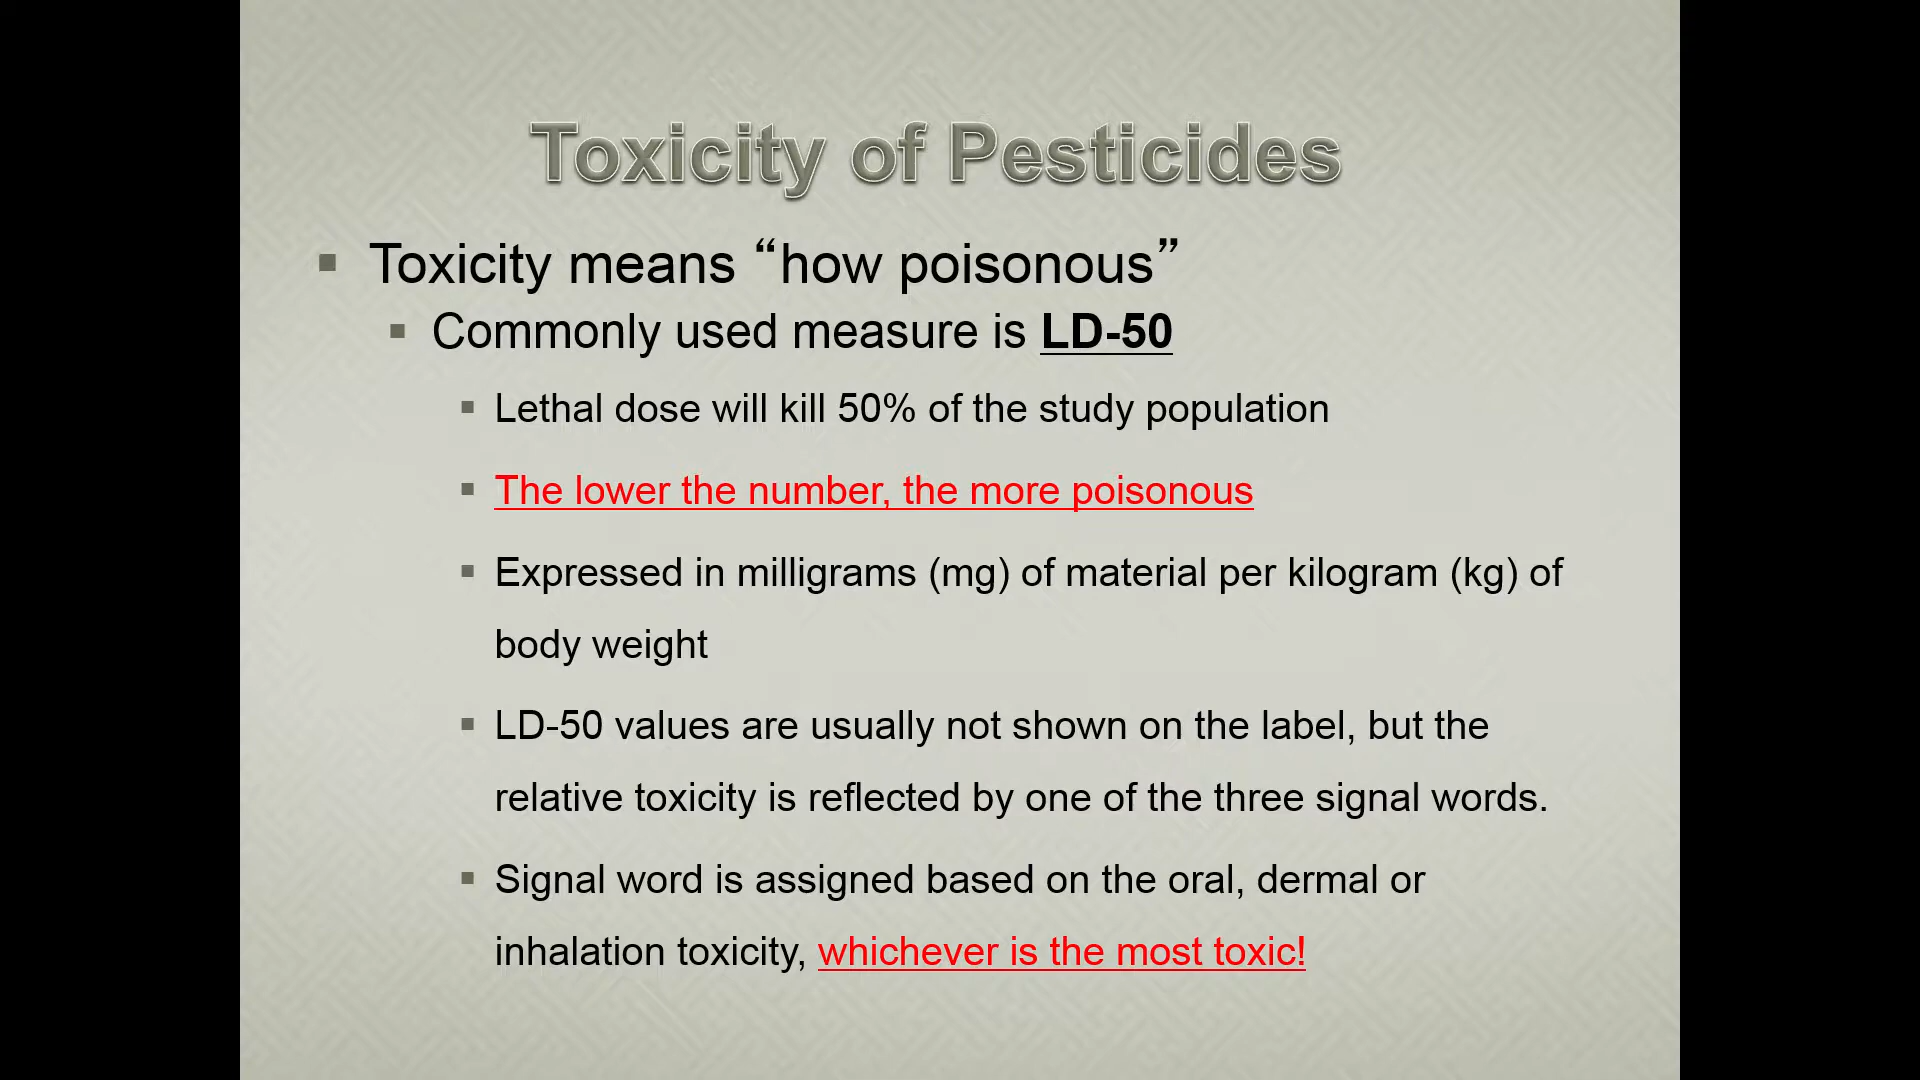 Toxicity of Pesticides
Toxicity means “how poisonous”
Commonly used measure is LD-50
Lethal dose will kill 50% of the study population
The lower the number, the more poisonous
Expressed in milligrams (mg) of material per kilogram (kg) of
body weight
LD-50 values are usually not shown on the label, but the
relative toxicity is reflected by one of the three signal words.
Signal word is assigned based on the oral, dermal or
inhalation toxicity, whichever is the most toxic!